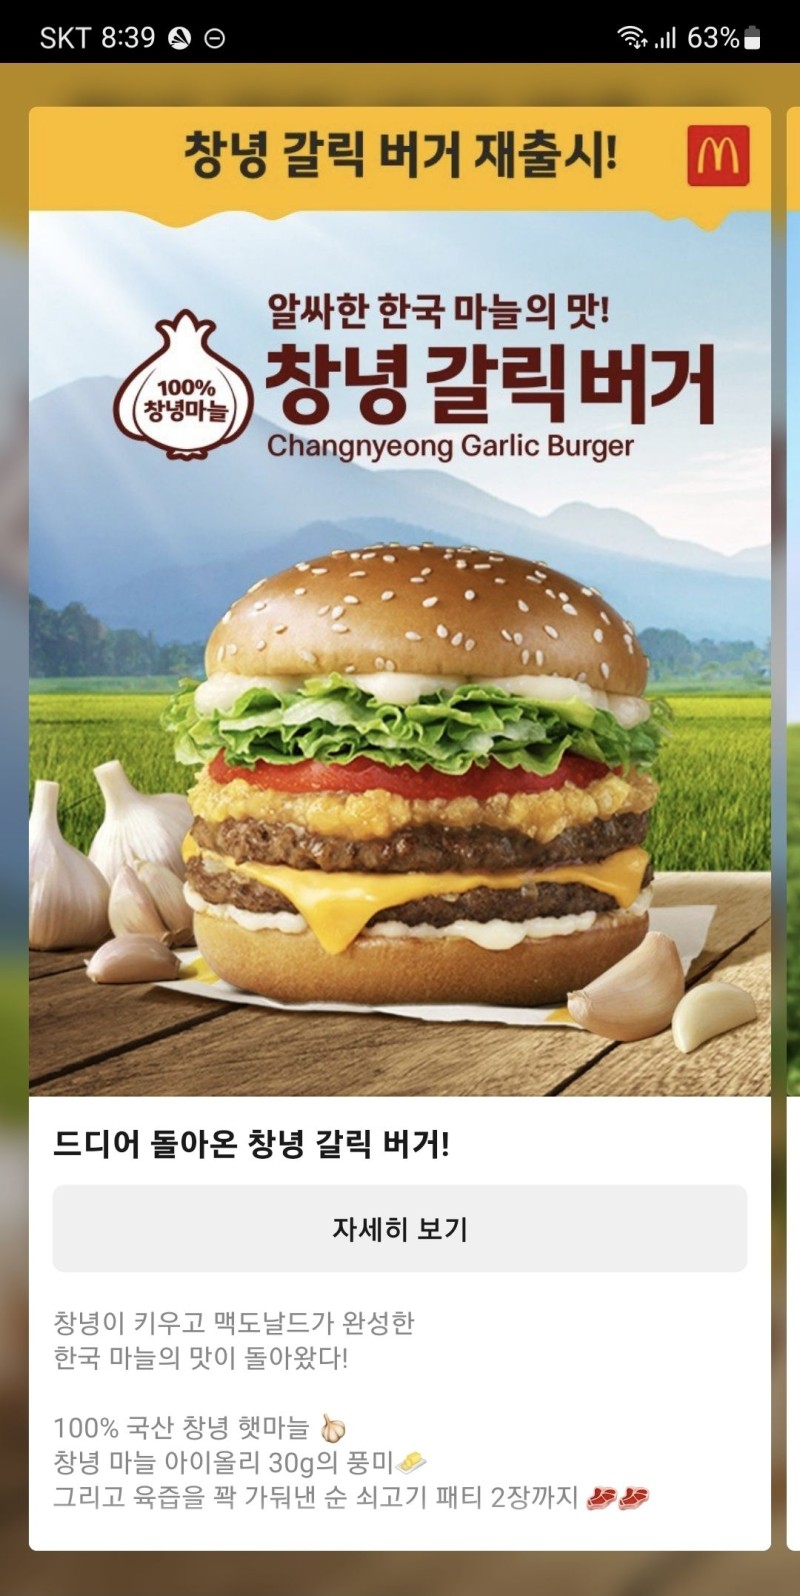 SKT 8:39
63%
창녕 갈릭 버거 재출시!
알싸한 한국 마늘의 맛!
100%
창녕마늘
창녕 갈릭 버거
Changnyeong Garlic Burger
드디어 돌아온 창녕 갈릭 버거!
자세히 보기
창녕이 키우고 맥도날드가 완성한
한국 마늘의 맛이 돌아왔다!
100% 국산 창녕 햇마늘 🧄
창녕 마늘 아이올리 30g의 풍미🧈
그리고 육즙을 꽉 가둬낸 순 쇠고기 패티 2장까지 🥩🥩